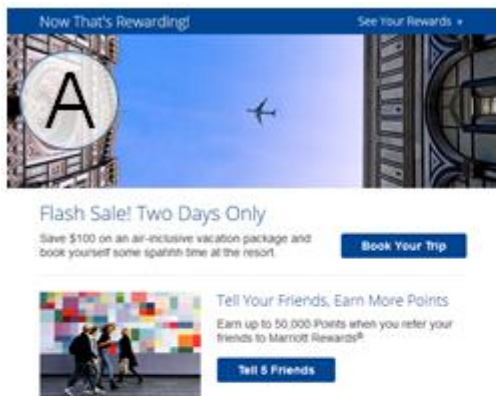 Now That's Rewarding!
See Your Rewards »
A
Flash Sale! Two Days Only
Save $100 on an air-inclusive vacation package and
book yourself some spahhh time at the resort.
Book Your Trip
Tell Your Friends, Earn More Points
Earn up to 50,000 Points when you refer your
friends to Marriott Rewards®.
Tell 5 Friends